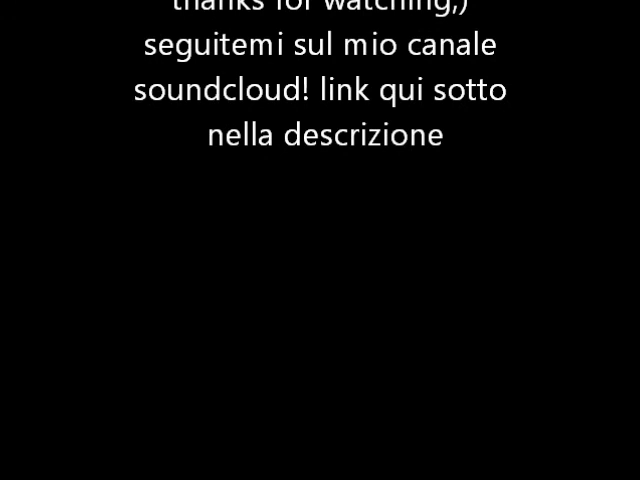 thanks for watching;)
seguitemi sul mio canale
soundcloud! link qui sotto
nella descrizione